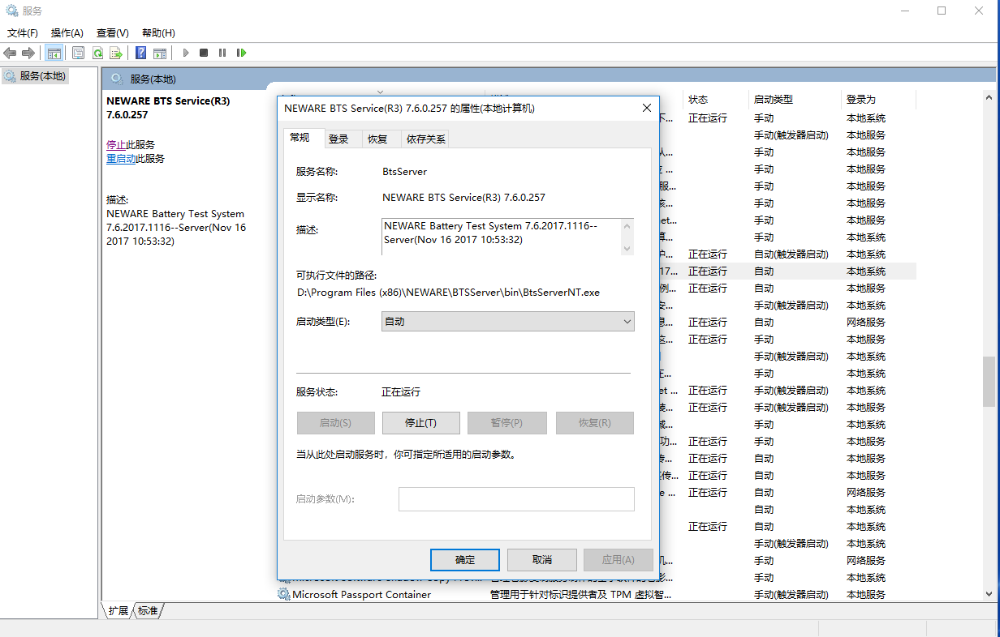 服务
文件(F) 操作(A) 查看(V) 帮助(H)
服务(本地)
服务(本地)
NEWARE BTS Service(R3)
7.6.0.257
停止此服务
重启动此服务
描述:
NEWARE Battery Test System
7.6.2017.1116--Server(Nov 16
2017 10:53:32)
NEWARE BTS Service(R3) 7.6.0.257 的属性(本地计算机)
常规 登录 恢复 依存关系
服务名称: BtsServer
显示名称: NEWARE BTS Service(R3) 7.6.0.257
描述: NEWARE Battery Test System 7.6.2017.1116--
Server(Nov 16 2017 10:53:32)
可执行文件的路径:
D:\Program Files (x86)\NEWARE\BTSServer\bin\BtsServerNT.exe
启动类型(E): 自动
服务状态: 正在运行
启动(S) 停止(T) 暂停(P) 恢复(R)
当从此处启动服务时，你可指定所适用的启动参数。
启动参数(M):
确定 取消 应用(A)
状态 启动类型 登录为
正在运行 手动 本地系统
手动(触发器启动) 本地服务
手动 本地系统
手动 本地服务
手动 本地服务
手动 本地系统
手动 本地系统
手动 本地系统
正在运行 自动(触发器启动) 本地系统
17... 正在运行 自动 本地系统
例... 正在运行 自动 本地服务
手动(触发器启动) 本地系统
正在运行 自动 网络服务
正在运行 手动 本地系统
手动(触发器启动) 本地系统
手动 本地系统
正在运行 手动(触发器启动) 本地服务
正在运行 手动(触发器启动) 本地系统
手动 本地系统
正在运行 手动 本地服务
正在运行 自动 本地服务
正在运行 自动 本地系统
正在运行 自动 网络服务
自动 本地系统
正在运行 自动 本地系统
手动(触发器启动) 本地系统
手动 网络服务
手动 本地系统
Microsoft Passport Container 管理用于针对标识提供者及 TPM 虚拟智... 手动(触发器启动) 本地服务
扩展 标准